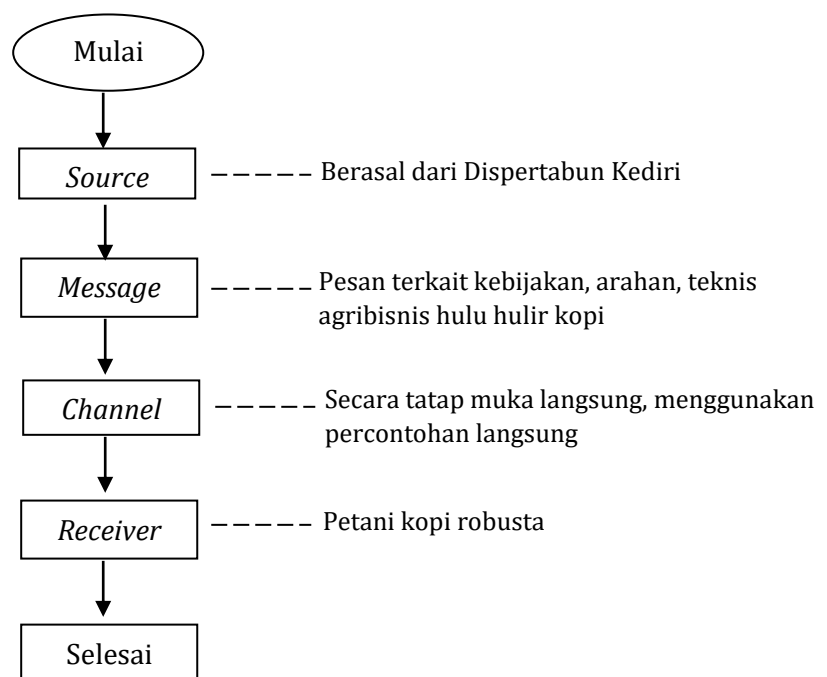 Mulai
Source
Berasal dari Dispertabun Kediri
Message
Pesan terkait kebijakan, arahan, teknis
agribisnis hulu hilir kopi
Channel
Secara tatap muka langsung, menggunakan
percontohan langsung
Receiver
Petani kopi robusta
Selesai